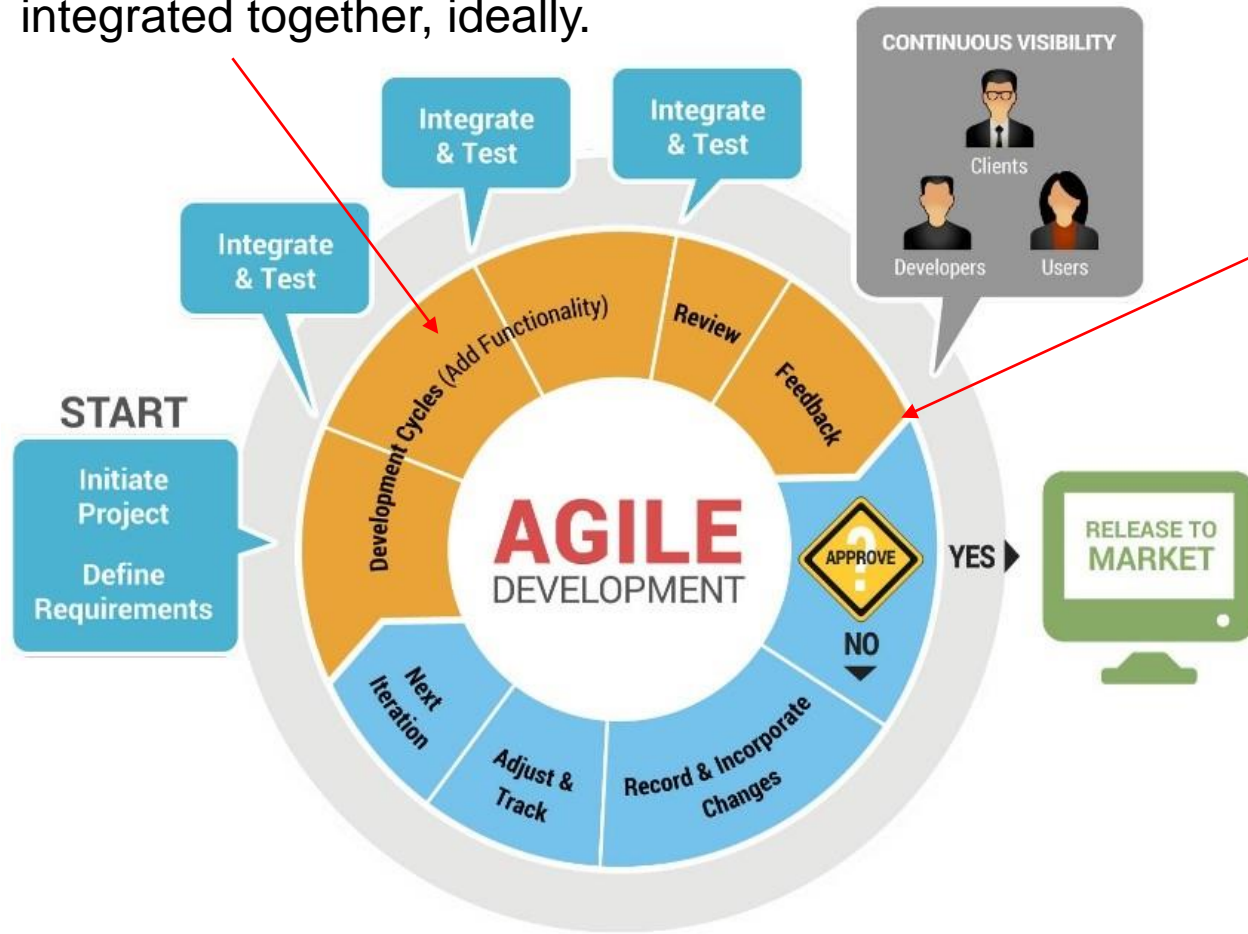 integrated together, ideally.
CONTINUOUS VISIBILITY
Clients
Developers
Users
Integrate
& Test
Integrate
& Test
Integrate
& Test
START
Initiate
Project
Define
Requirements
Development Cycles (Add Functionality)
Review
Feedback
AGILE
DEVELOPMENT
?
APPROVE
YES
NO
RELEASE TO
MARKET
Record & Incorporate
Changes
Adjust &
Track
Next
Iteration